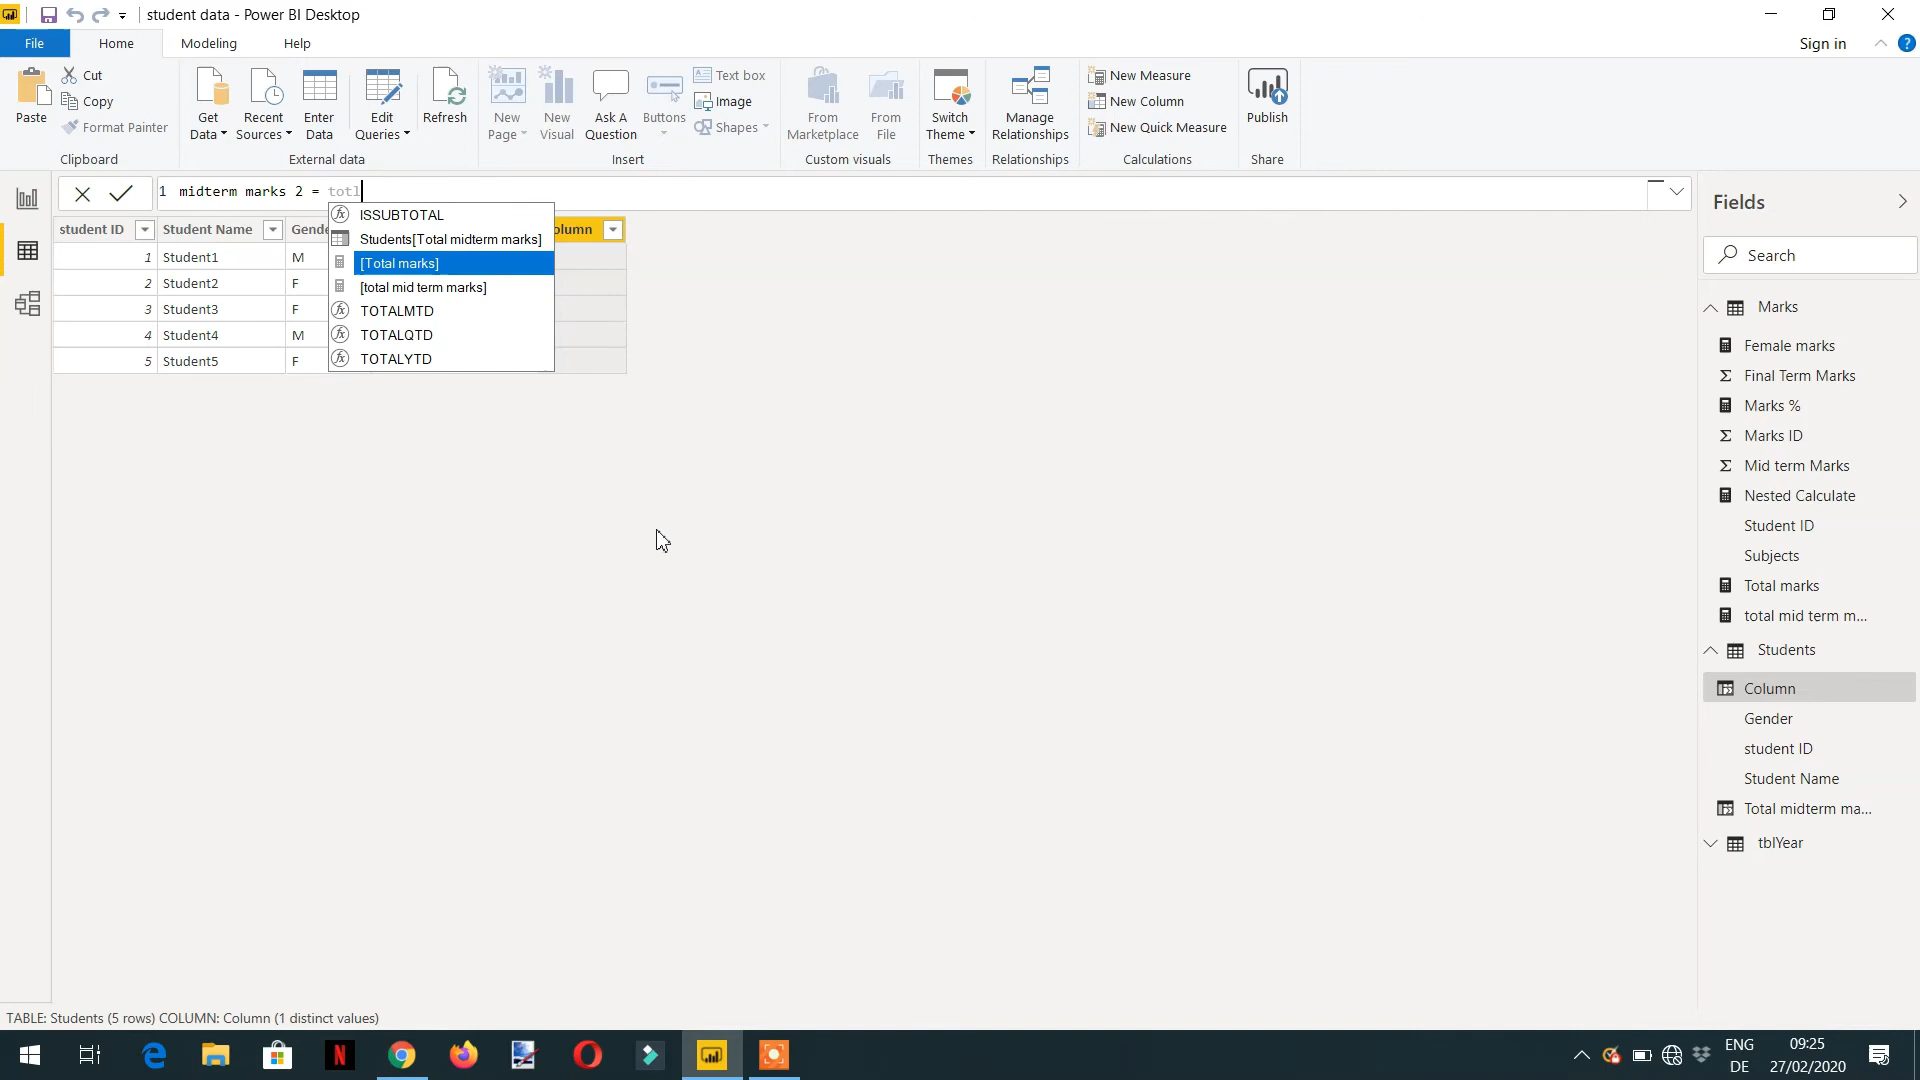 student data - Power BI Desktop
File Home Modeling Help Sign in
Paste Cut Copy Format Painter
Clipboard
Get Data Recent Sources Enter Data Edit Queries Refresh
External data
New Page New Visual Ask A Question Buttons Text box Image Shapes
Insert
From Marketplace From File
Custom visuals
Switch Theme
Themes
Manage Relationships
Relationships
New Measure
New Column
New Quick Measure
Calculations
Publish
Share
1 midterm marks 2 = totl
ISSUBTOTAL
Students[Total midterm marks]
[Total marks]
[total mid term marks]
TOTALMTD
TOTALQTD
TOTALYTD
student ID Student Name Gende olumn
1 Student1 M
2 Student2 F
3 Student3 F
4 Student4 M
5 Student5 F
Fields
Search
Marks
Female marks
Final Term Marks
Marks %
Marks ID
Mid term Marks
Nested Calculate
Student ID
Subjects
Total marks
total mid term m...
Students
Column
Gender
student ID
Student Name
Total midterm ma...
tblYear
TABLE: Students (5 rows) COLUMN: Column (1 distinct values)
N
ENG
DE
09:25
27/02/2020